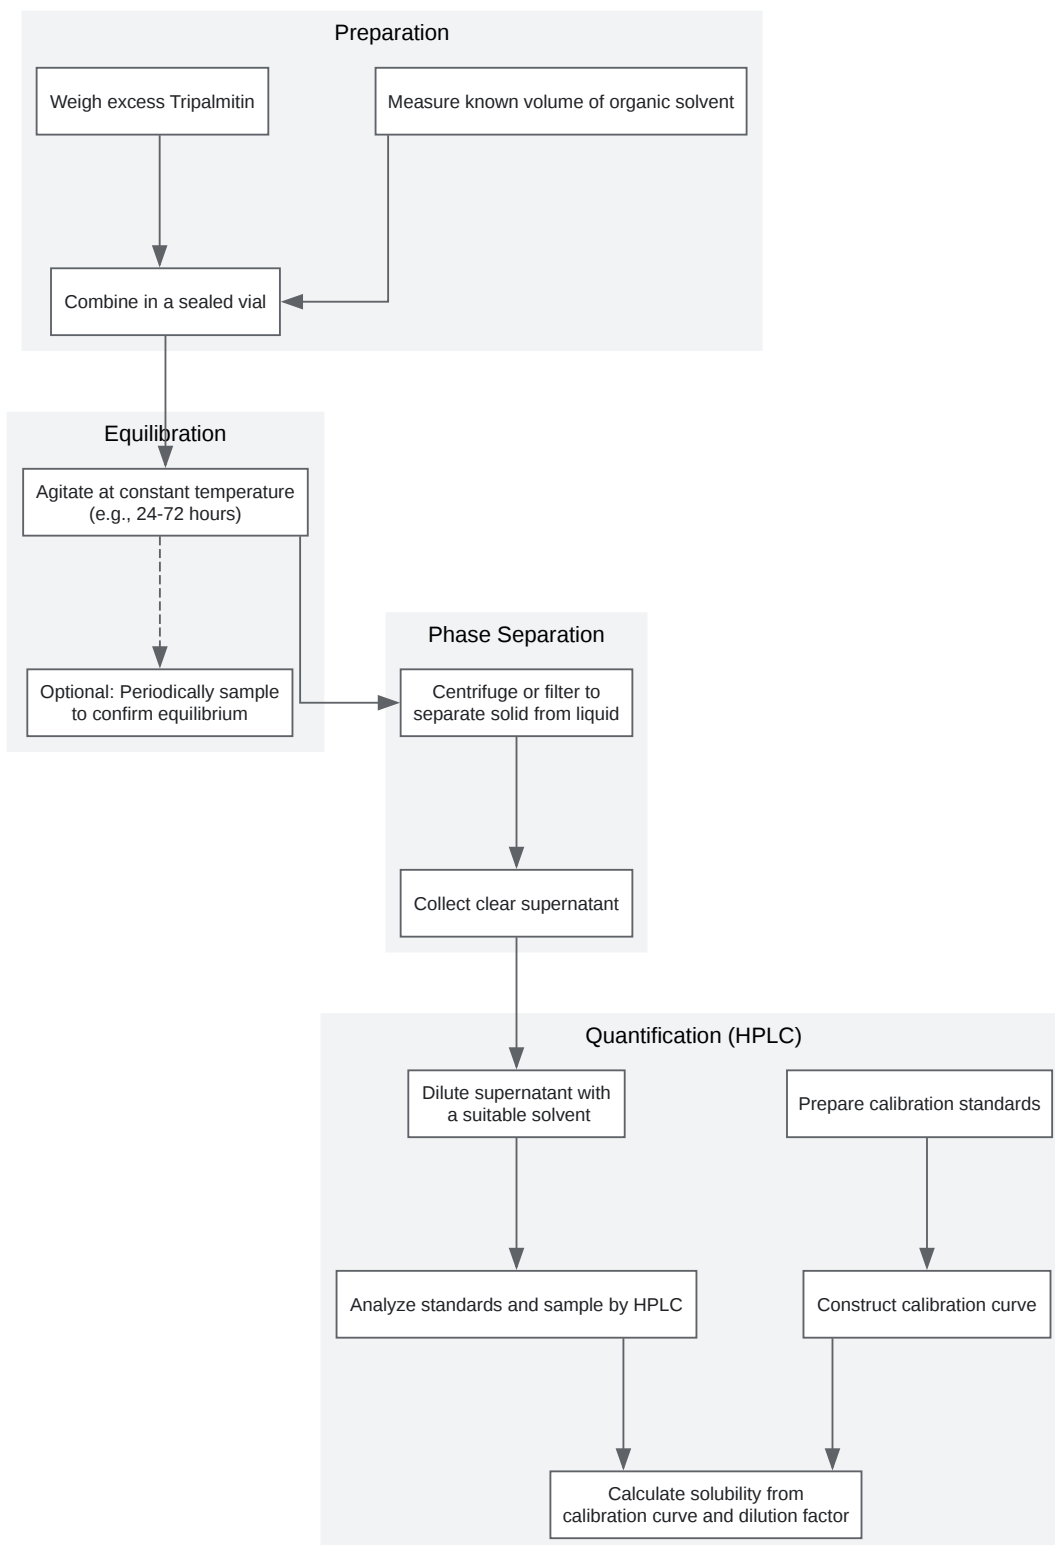 Preparation
Weigh excess Tripalmitin
Measure known volume of organic solvent
Combine in a sealed vial
Equilibration
Agitate at constant temperature
(e.g., 24-72 hours)
Optional: Periodically sample
to confirm equilibrium
Phase Separation
Centrifuge or filter to
separate solid from liquid
Collect clear supernatant
Quantification (HPLC)
Dilute supernatant with
a suitable solvent
Prepare calibration standards
Analyze standards and sample by HPLC
Construct calibration curve
Calculate solubility from
calibration curve and dilution factor